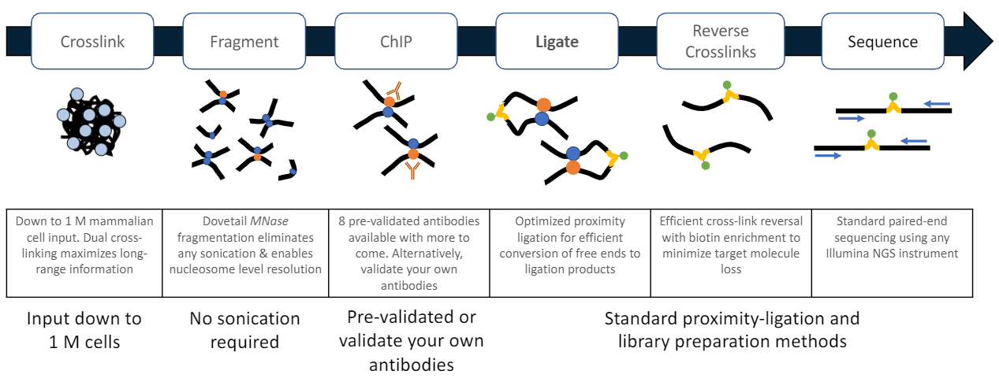 Crosslink
Fragment
ChIP
Ligate
Reverse
Crosslinks
Sequence
Down to 1 M mammalian
cell input. Dual cross-
linking maximizes long-
range information
Dovetail MNase
fragmentation eliminates
any sonication & enables
nucleosome level resolution
8 pre-validated antibodies
available with more to
come. Alternatively,
validate your own
antibodies
Optimized proximity
ligation for efficient
conversion of free ends to
ligation products
Efficient cross-link reversal
with biotin enrichment to
minimize target molecule
loss
Standard paired-end
sequencing using any
Illumina NGS instrument
Input down to
1 M cells
No sonication
required
Pre-validated or
validate your own
antibodies
Standard proximity-ligation and
library preparation methods